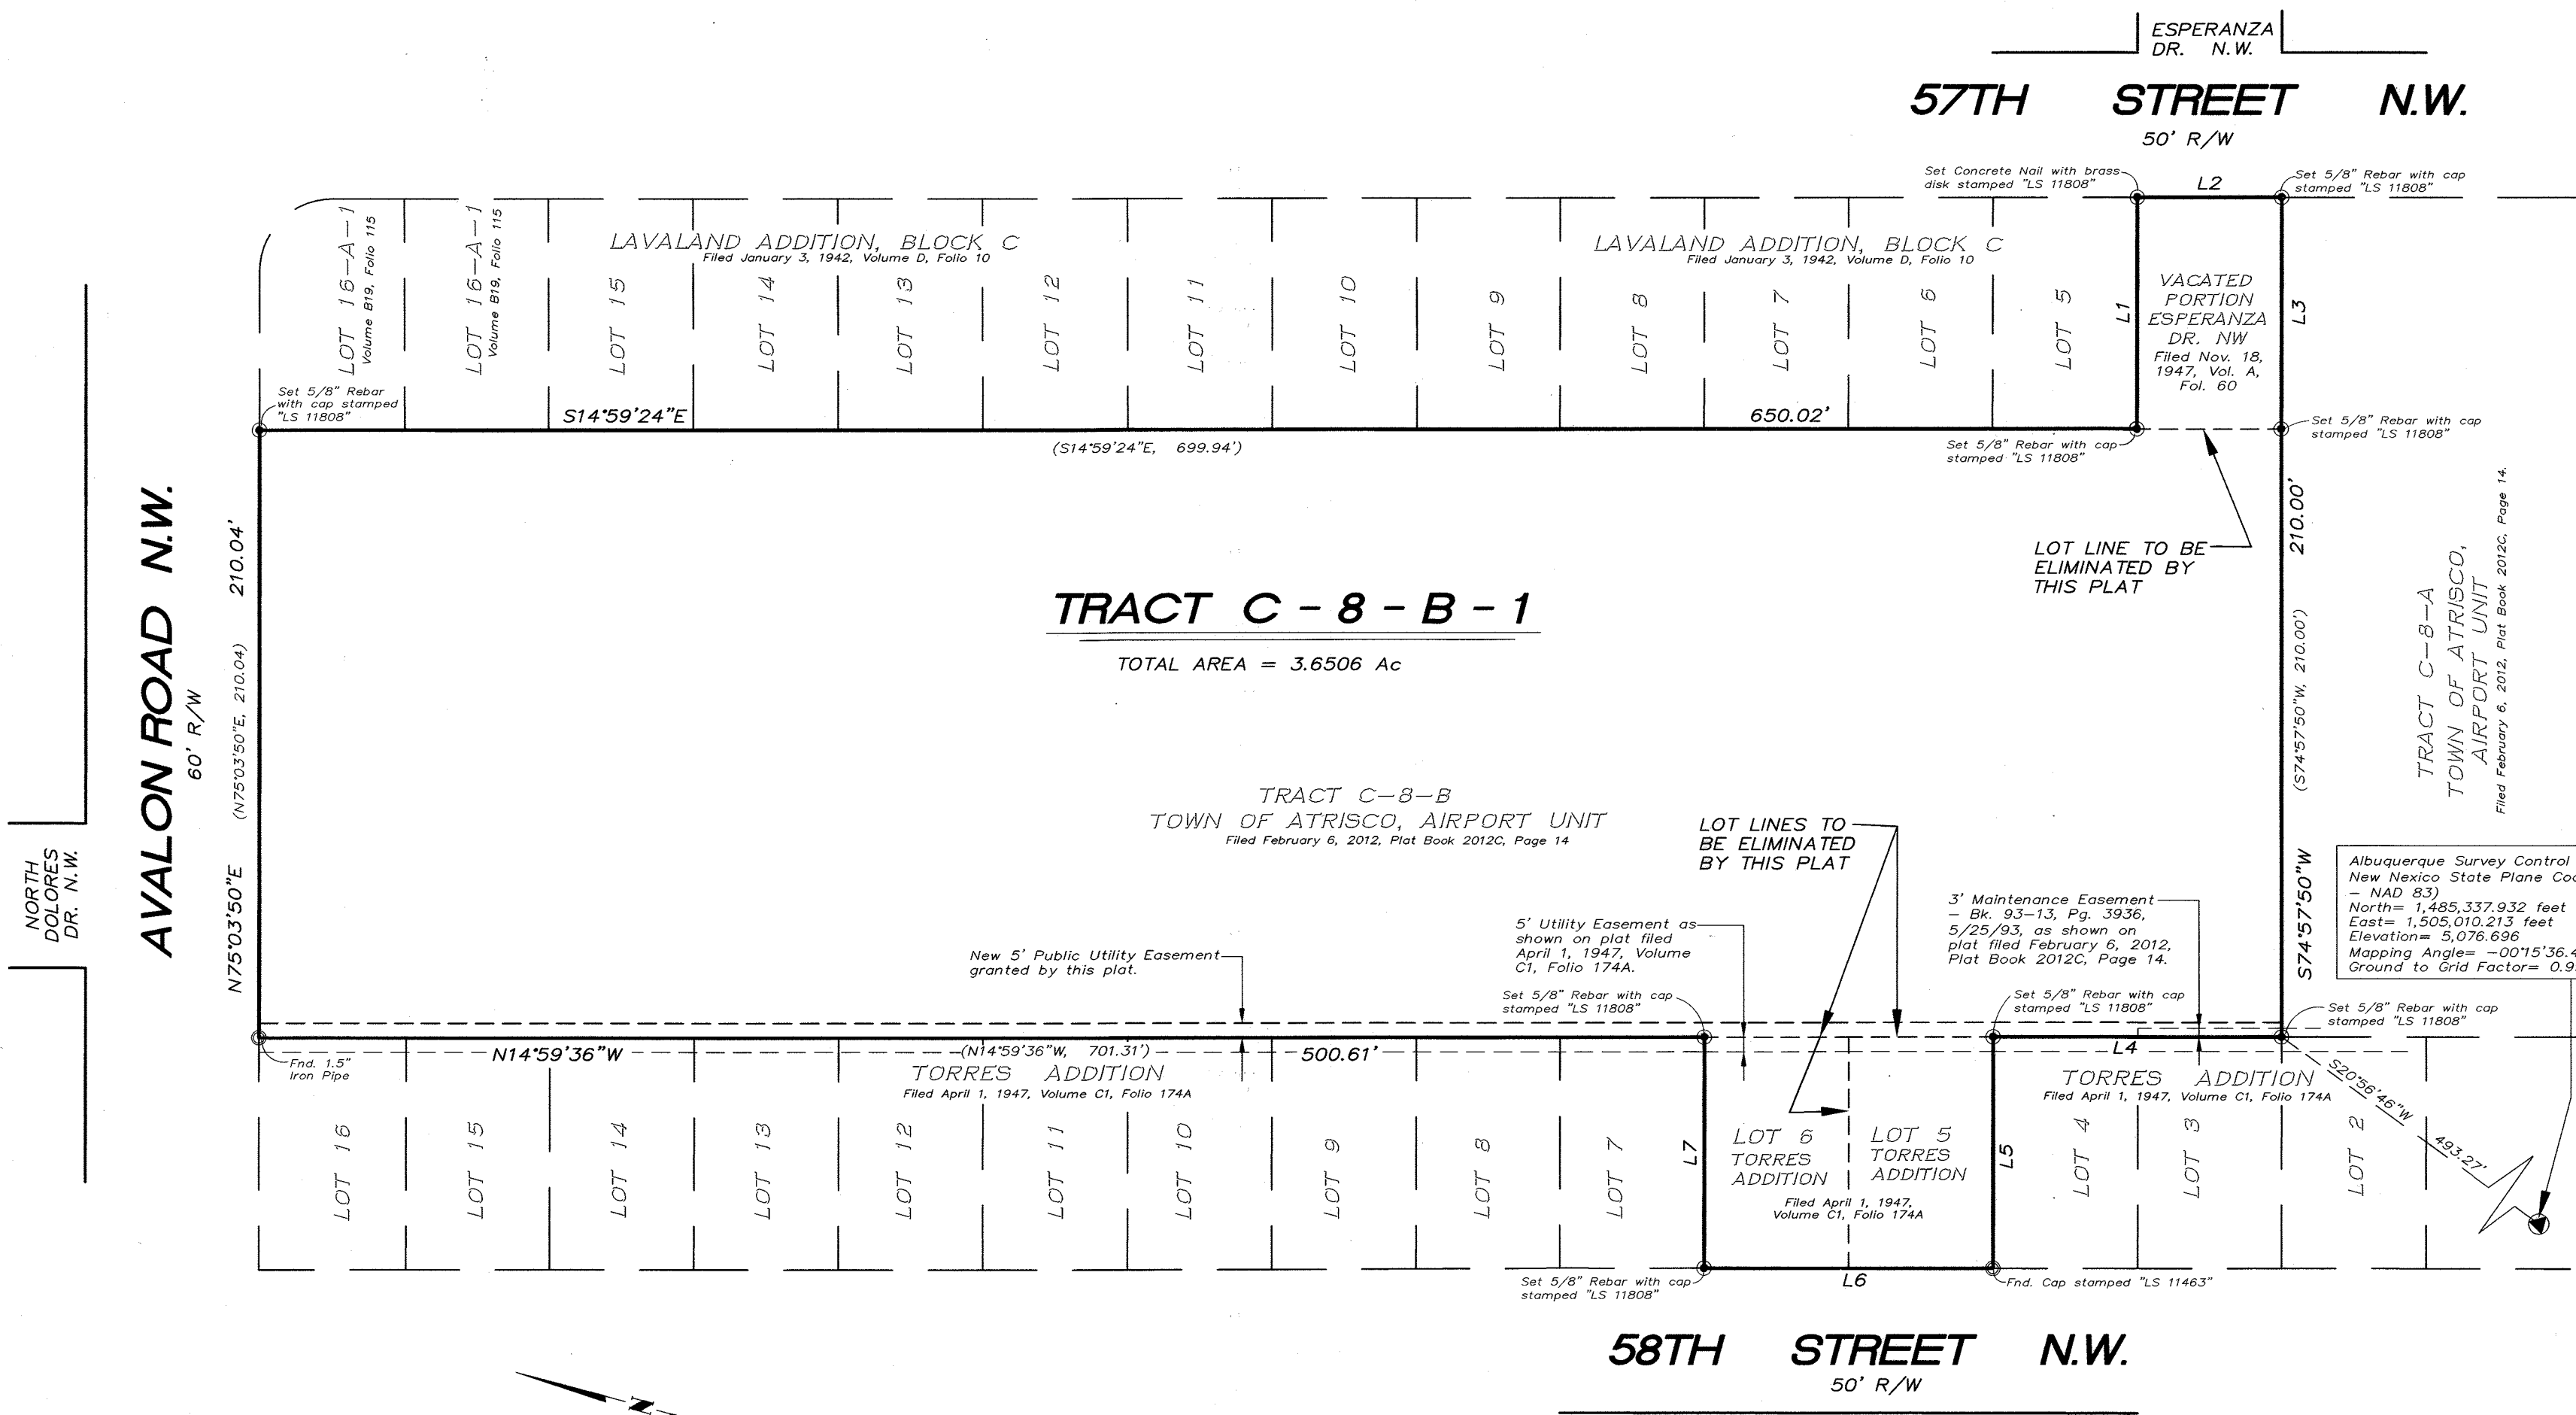 ESPERANZA
DR. N.W.
57TH STREET N.W.
50' R/W
Set Concrete Nail with brass
disk stamped "LS 11808"
L2
Set 5/8" Rebar with cap
stamped "LS 11808"
LOT 16-A-1
Volume B19, Folio 115
LOT 16-A-1
Volume B19, Folio 115
LAVALAND ADDITION, BLOCK C
Filed January 3, 1942, Volume D, Folio 10
LAVALAND ADDITION, BLOCK C
Filed January 3, 1942, Volume D, Folio 10
LOT 15
LOT 14
LOT 13
LOT 12
LOT 11
LOT 10
LOT 9
LOT 8
LOT 7
LOT 6
LOT 5
L1
VACATED
PORTION
ESPERANZA
DR. NW
Filed Nov. 18,
1947, Vol. A,
Fol. 60
L3
Set 5/8" Rebar
with cap stamped
"LS 11808"
S14°59'24"E
650.02'
(S14°59'24"E, 699.94')
Set 5/8" Rebar with cap
stamped "LS 11808"
Set 5/8" Rebar with cap
stamped "LS 11808"
LOT LINE TO BE
ELIMINATED BY
THIS PLAT
AVALON ROAD N.W.
60' R/W
NORTH
DOLORES
DR. N.W.
210.04'
(N75°03'50"E, 210.04)
N75°03'50"E
TRACT C-8-B-1
TOTAL AREA = 3.6506 Ac
TRACT C-8-B
TOWN OF ATRISCO, AIRPORT UNIT
Filed February 6, 2012, Plat Book 2012C, Page 14
210.00'
(S74°57'50"W, 210.00')
S74°57'50"W
TRACT C-8-A
TOWN OF ATRISCO,
AIRPORT UNIT
Filed February 6, 2012, Plat Book 2012C, Page 14.
LOT LINES TO
BE ELIMINATED
BY THIS PLAT
Albuquerque Survey Control
New Nexico State Plane Coo
- NAD 83)
North= 1,485,337.932 feet
East= 1,505,010.213 feet
Elevation= 5,076.696
Mapping Angle= -00°15'36.4
Ground to Grid Factor= 0.9
New 5' Public Utility Easement
granted by this plat.
5' Utility Easement as
shown on plat filed
April 1, 1947, Volume
C1, Folio 174A.
3' Maintenance Easement
- Bk. 93-13, Pg. 3936,
5/25/93, as shown on
plat filed February 6, 2012,
Plat Book 2012C, Page 14.
Set 5/8" Rebar with cap
stamped "LS 11808"
Set 5/8" Rebar with cap
stamped "LS 11808"
Set 5/8" Rebar with cap
stamped "LS 11808"
Fnd. 1.5"
Iron Pipe
N14°59'36"W
(N14°59'36"W, 701.31')
500.61'
L4
TORRES ADDITION
Filed April 1, 1947, Volume C1, Folio 174A
TORRES ADDITION
Filed April 1, 1947, Volume C1, Folio 174A
S20°56'46"W
493.27'
LOT 16
LOT 15
LOT 14
LOT 13
LOT 12
LOT 11
LOT 10
LOT 9
LOT 8
LOT 7
L7
LOT 6
TORRES
ADDITION
LOT 5
TORRES
ADDITION
Filed April 1, 1947,
Volume C1, Folio 174A
L5
LOT 4
LOT 3
LOT 2
Set 5/8" Rebar with cap
stamped "LS 11808"
L6
Fnd. Cap stamped "LS 11463"
58TH STREET N.W.
50' R/W
N